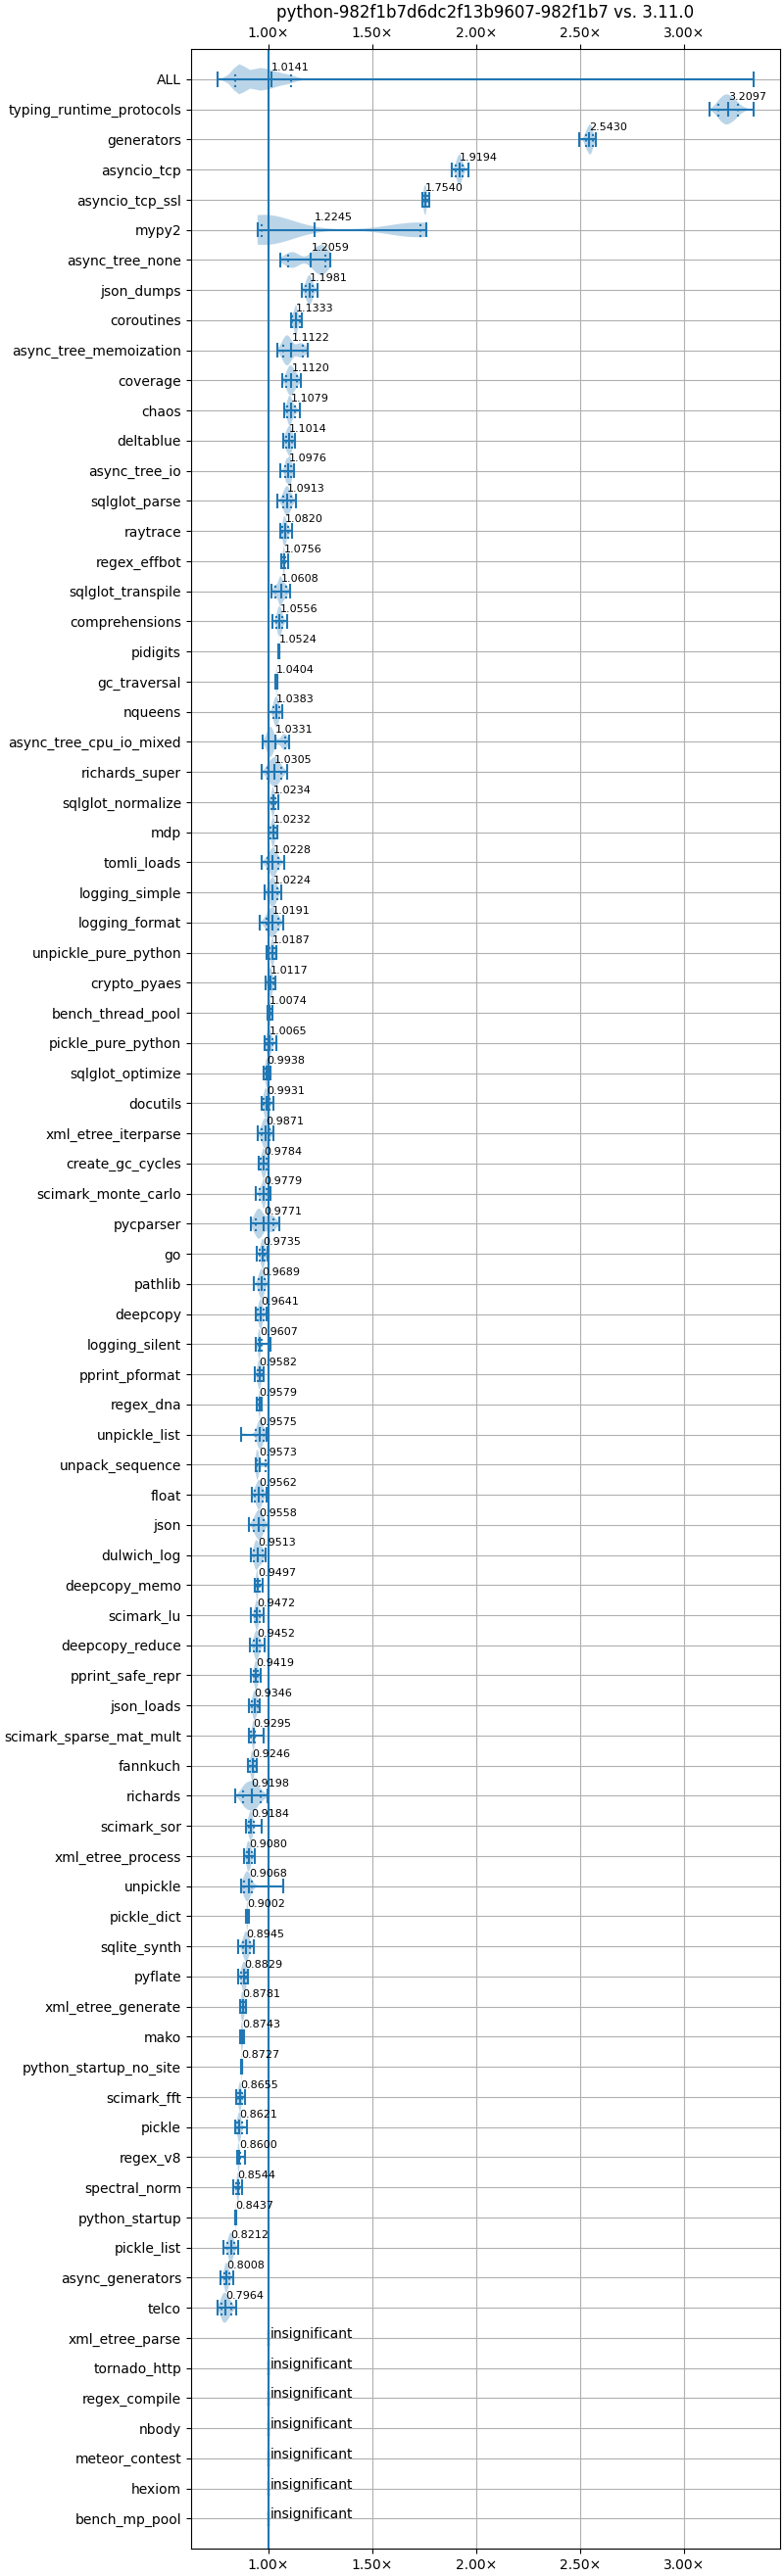 python-982f1b7d6dc2f13b9607-982f1b7 vs. 3.11.0
1.00× 1.50× 2.00× 2.50× 3.00×
ALL 1.0141
typing_runtime_protocols 3.2097
generators 2.5430
asyncio_tcp 1.9194
asyncio_tcp_ssl 1.7540
mypy2 1.2245
async_tree_none 1.2059
json_dumps 1.1981
coroutines 1.1333
async_tree_memoization 1.1122
coverage 1.1120
chaos 1.1079
deltablue 1.1014
async_tree_io 1.0976
sqlglot_parse 1.0913
raytrace 1.0820
regex_effbot 1.0756
sqlglot_transpile 1.0608
comprehensions 1.0556
pidigits 1.0524
gc_traversal 1.0404
nqueens 1.0383
async_tree_cpu_io_mixed 1.0331
richards_super 1.0305
sqlglot_normalize 1.0234
mdp 1.0232
tomli_loads 1.0228
logging_simple 1.0224
logging_format 1.0191
unpickle_pure_python 1.0187
crypto_pyaes 1.0117
bench_thread_pool 1.0074
pickle_pure_python 1.0065
sqlglot_optimize 0.9938
docutils 0.9931
xml_etree_iterparse 0.9871
create_gc_cycles 0.9784
scimark_monte_carlo 0.9779
pycparser 0.9771
go 0.9735
pathlib 0.9689
deepcopy 0.9641
logging_silent 0.9607
pprint_pformat 0.9582
regex_dna 0.9579
unpickle_list 0.9575
unpack_sequence 0.9573
float 0.9562
json 0.9558
dulwich_log 0.9513
deepcopy_memo 0.9497
scimark_lu 0.9472
deepcopy_reduce 0.9452
pprint_safe_repr 0.9419
json_loads 0.9346
scimark_sparse_mat_mult 0.9295
fannkuch 0.9246
richards 0.9198
scimark_sor 0.9184
xml_etree_process 0.9080
unpickle 0.9068
pickle_dict 0.9002
sqlite_synth 0.8945
pyflate 0.8829
xml_etree_generate 0.8781
mako 0.8743
python_startup_no_site 0.8727
scimark_fft 0.8655
pickle 0.8621
regex_v8 0.8600
spectral_norm 0.8544
python_startup 0.8437
pickle_list 0.8212
async_generators 0.8008
telco 0.7964
xml_etree_parse insignificant
tornado_http insignificant
regex_compile insignificant
nbody insignificant
meteor_contest insignificant
hexiom insignificant
bench_mp_pool insignificant
1.00× 1.50× 2.00× 2.50× 3.00×